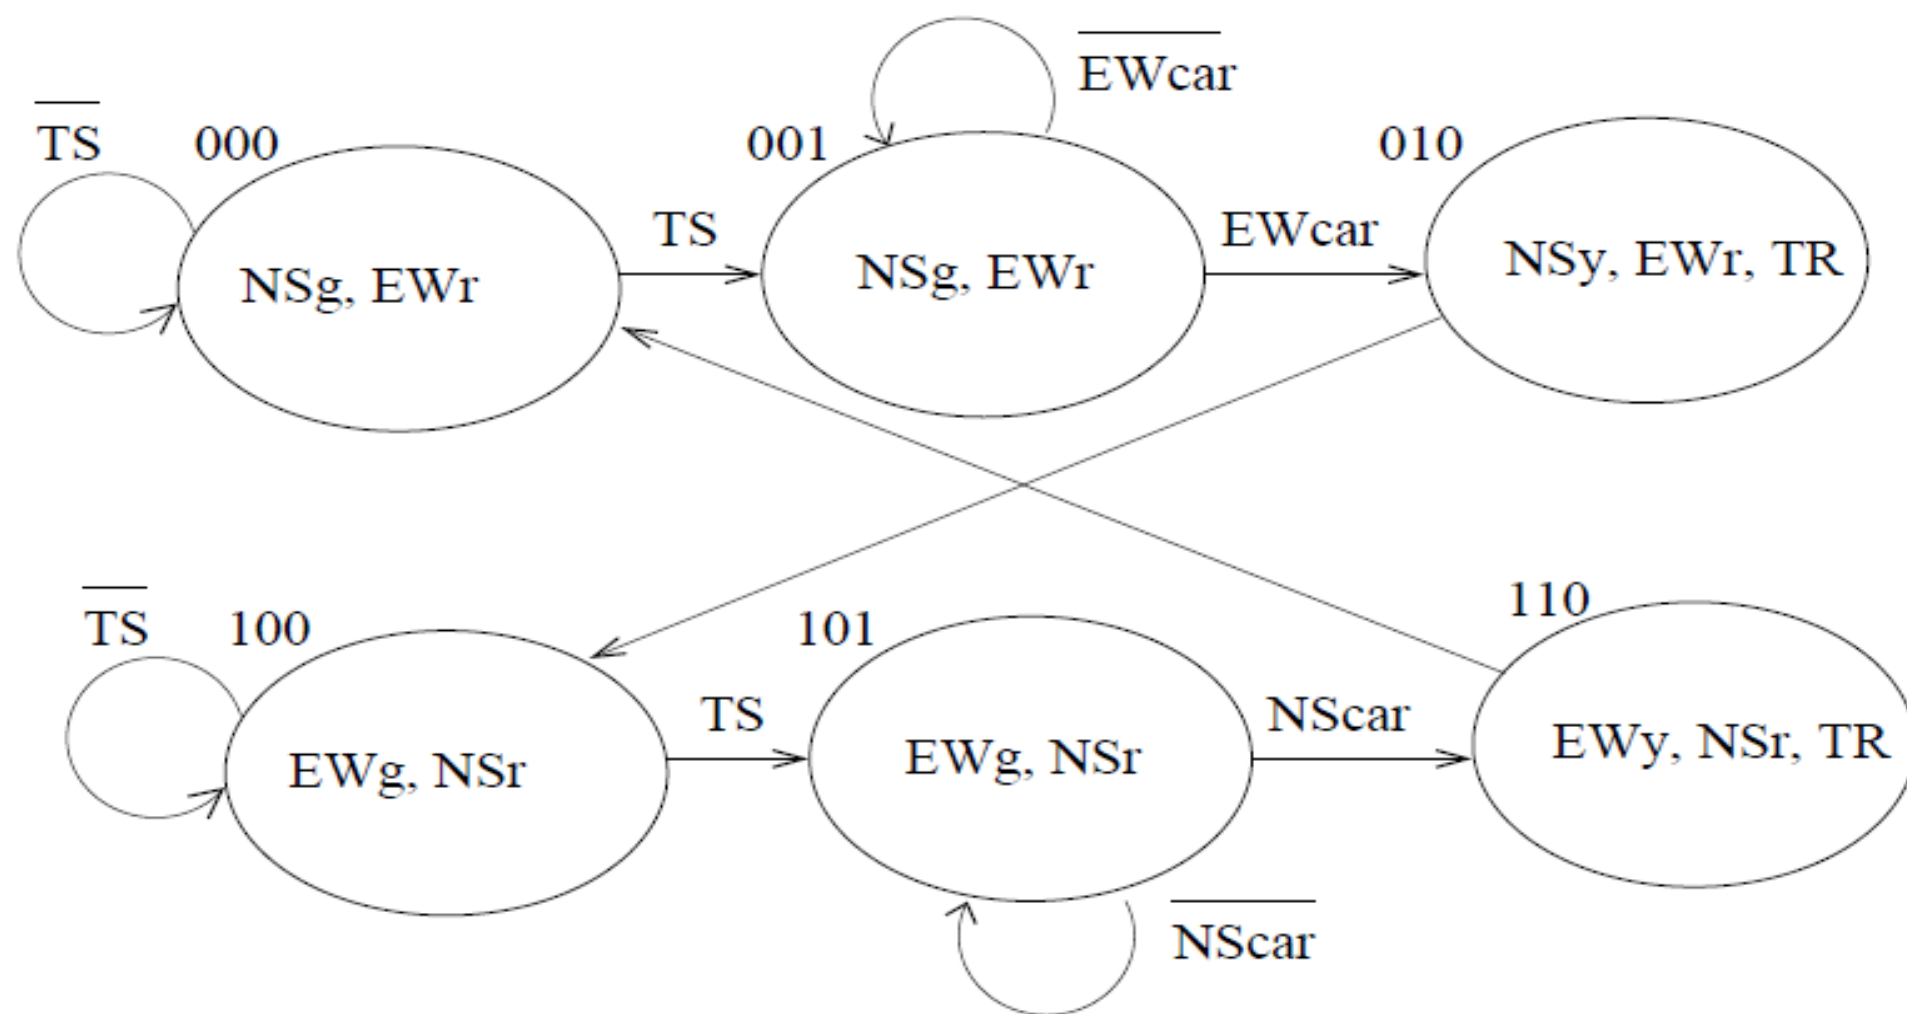 EWcar
TS 000 001 010
TS EWcar
NSg, EWr NSg, EWr NSy, EWr, TR
TS 100 101 110
TS NScar
EWg, NSr EWg, NSr EWy, NSr, TR
NScar